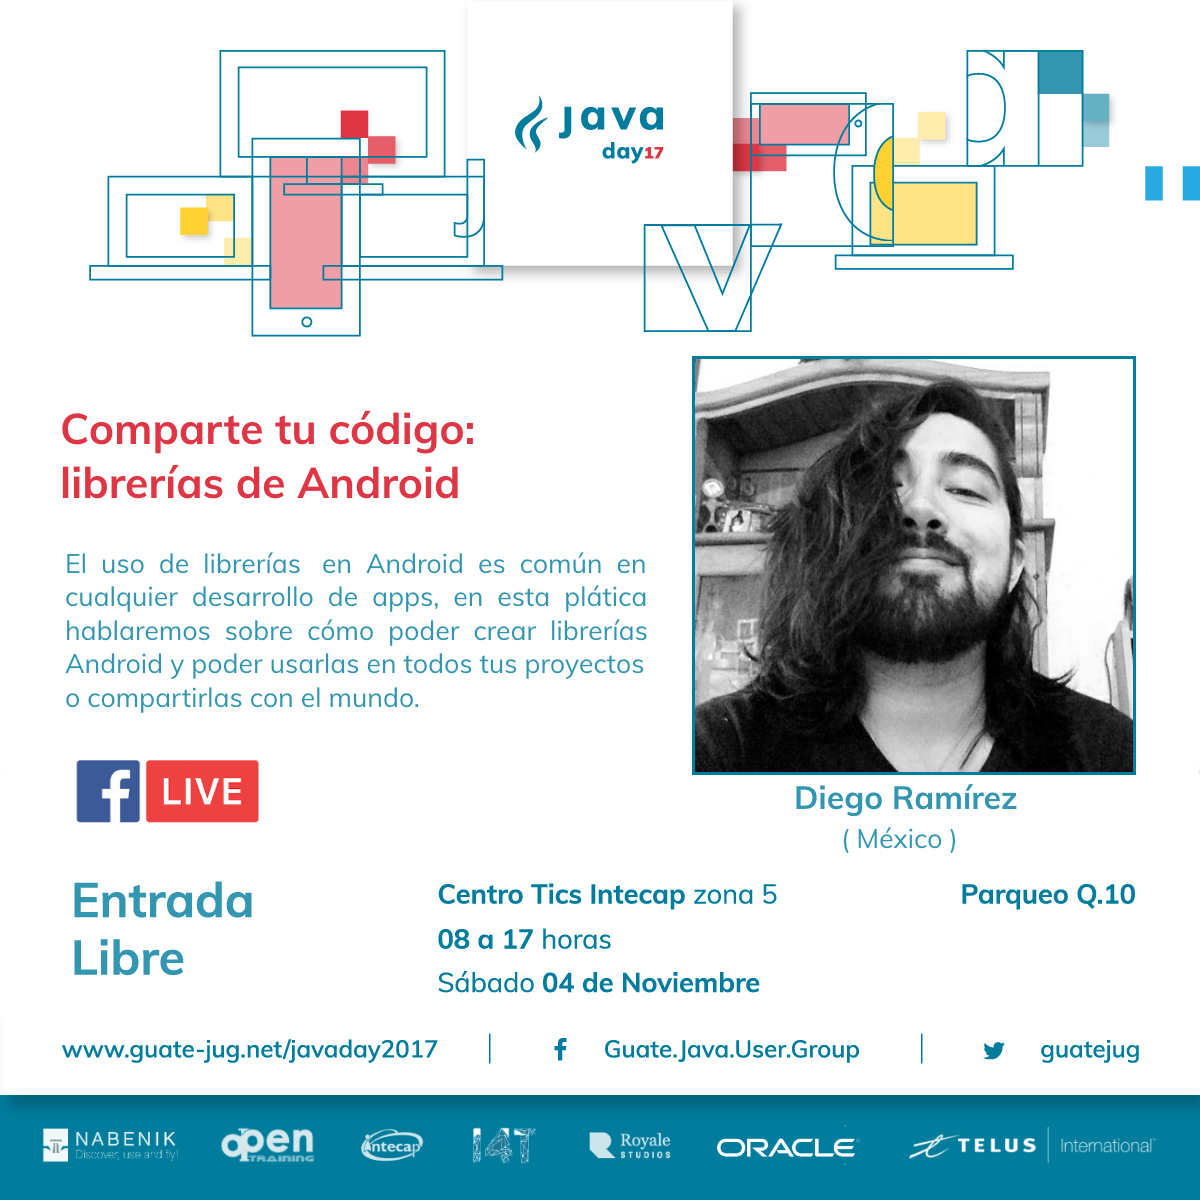 Java
day17
J
V
a
Comparte tu código:
librerías de Android
El uso de librerías en Android es común en
cualquier desarrollo de apps, en esta plática
hablaremos sobre cómo poder crear librerías
Android y poder usarlas en todos tus proyectos
o compartirlas con el mundo.
f LIVE
Diego Ramírez
( México )
Entrada
Libre
Centro Tics Intecap zona 5
08 a 17 horas
Sábado 04 de Noviembre
Parqueo Q.10
www.guate-jug.net/javaday2017
Guate.Java.User.Group
guatejug
NABENIK
Discover, use and fly!
open
TRAINING
intecap
I4T
Royale
STUDIOS
ORACLE
TELUS International